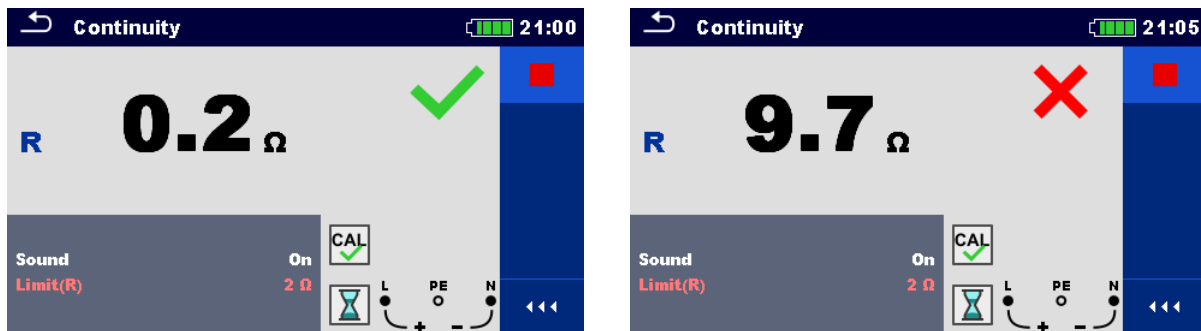 Continuity 21:00
R 0.2 Ω
Sound On
Limit(R) 2 Ω
CAL
L PE N
+ -
Continuity 21:05
R 9.7 Ω
Sound On
Limit(R) 2 Ω
CAL
L PE N
+ -